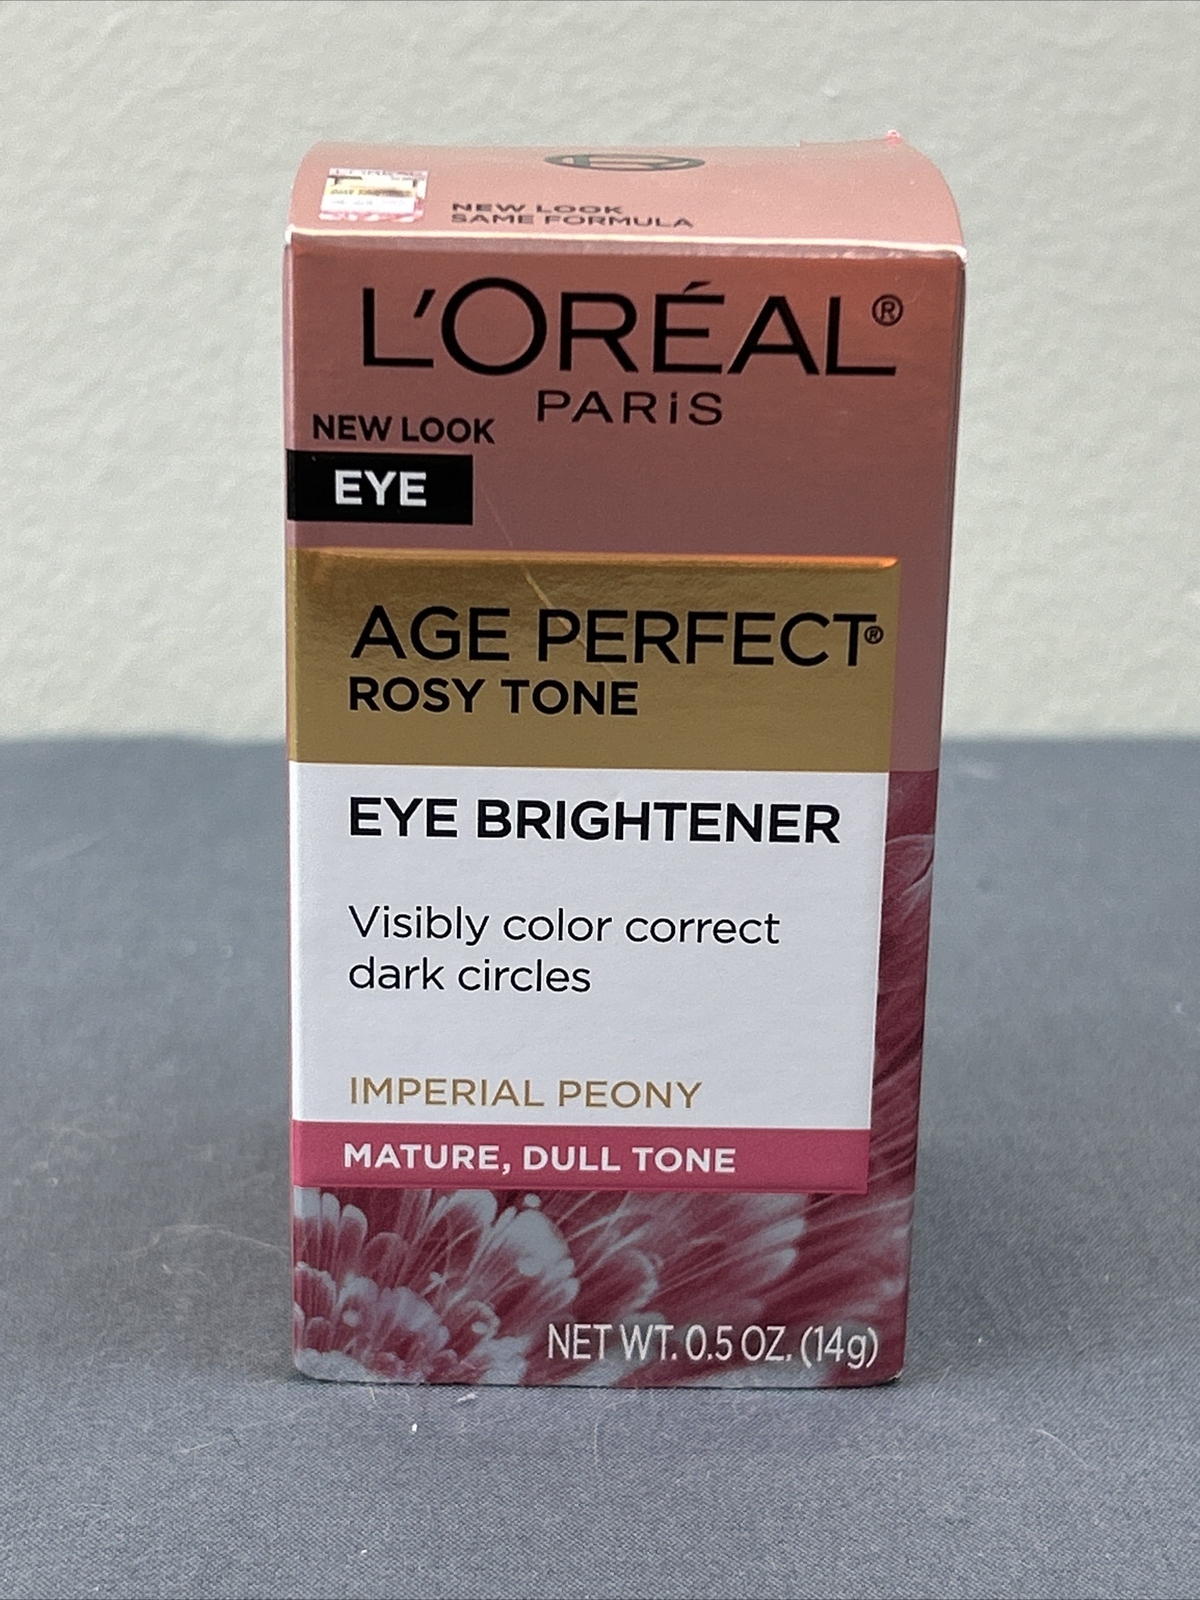 NEW LOOK
SAME FORMULA
L'ORÉAL®
PARiS
NEW LOOK
EYE
AGE PERFECT®
ROSY TONE
EYE BRIGHTENER
Visibly color correct
dark circles
IMPERIAL PEONY
MATURE, DULL TONE
NET WT. 0.5 OZ. (14g)